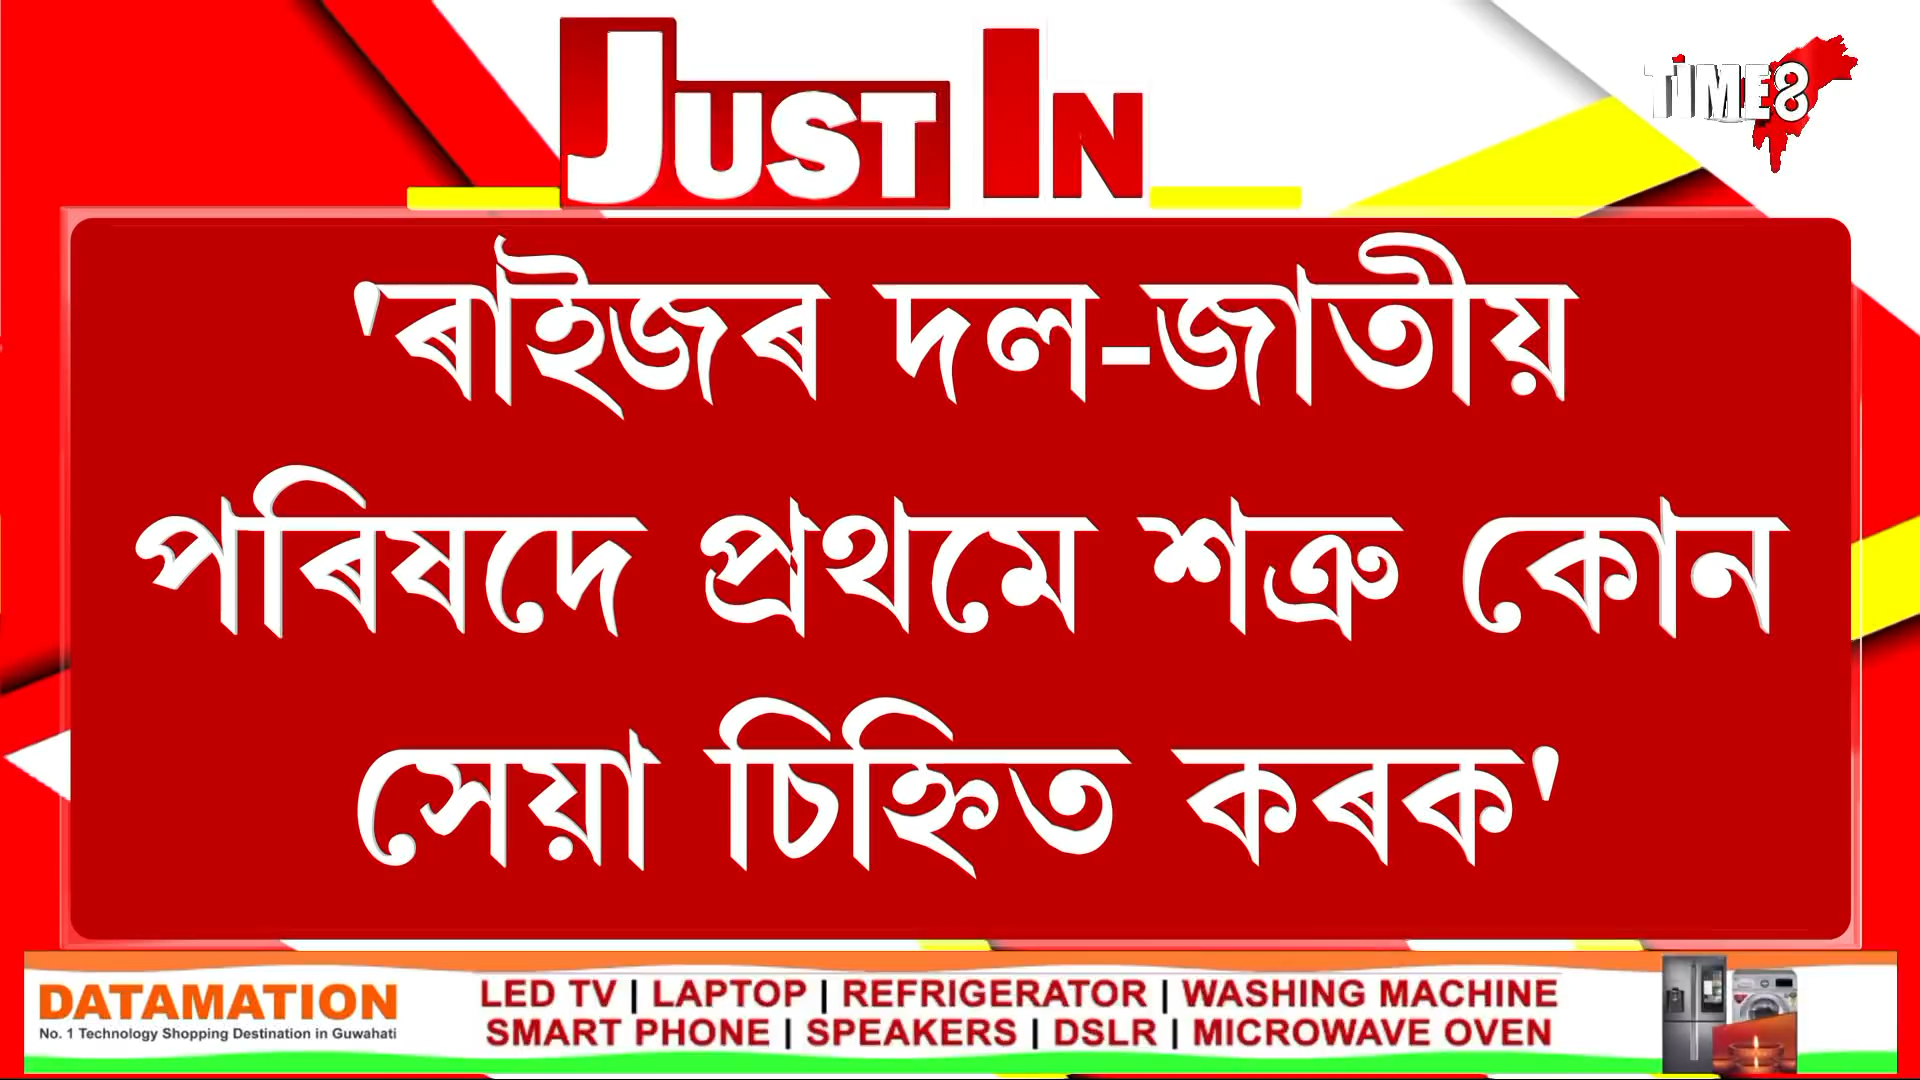 JUST IN
TIME8
'ৰাইজৰ দল-জাতীয়
পৰিষদে প্ৰথমে শত্ৰু কোন
সেয়া চিহ্নিত কৰক'
DATAMATION
No. 1 Technology Shopping Destination in Guwahati
LED TV | LAPTOP | REFRIGERATOR | WASHING MACHINE
SMART PHONE | SPEAKERS | DSLR | MICROWAVE OVEN